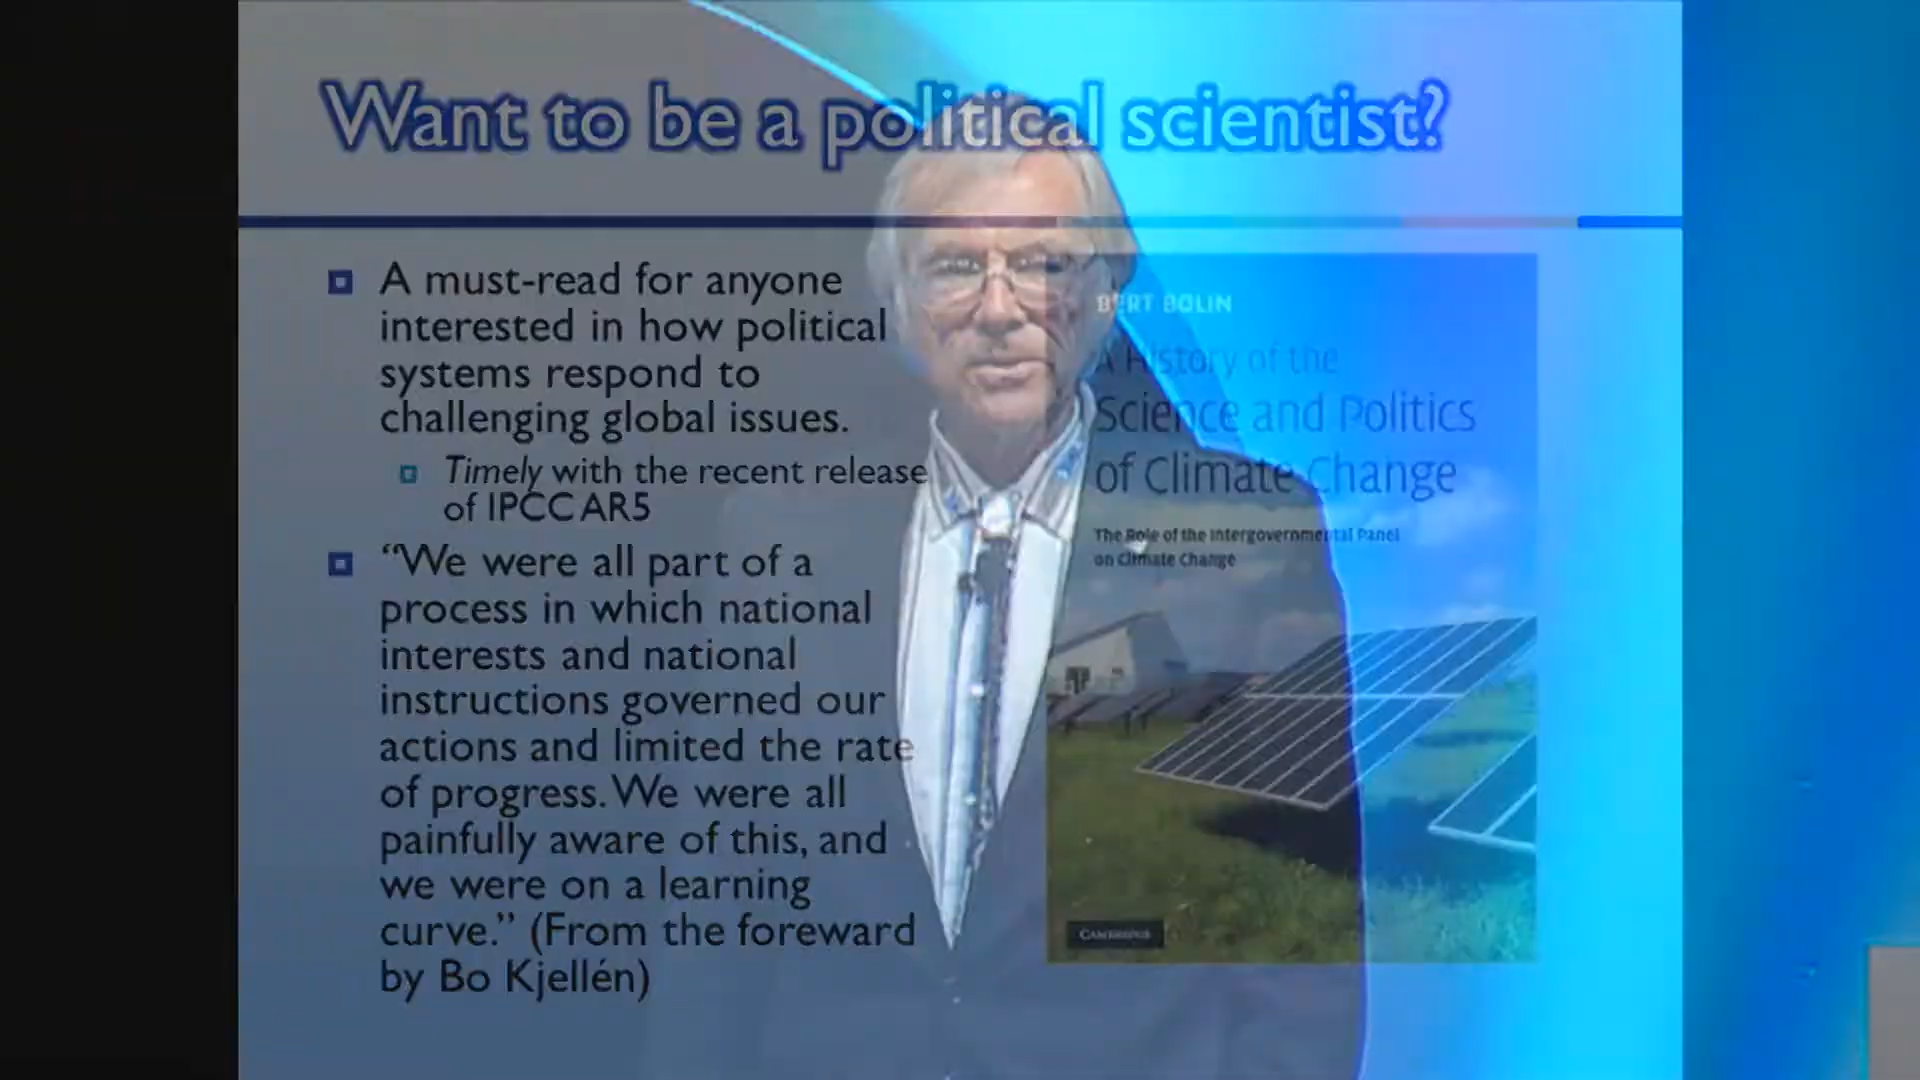 Want to be a political scientist?
A must-read for anyone
interested in how political
systems respond to
challenging global issues.
Timely with the recent release
of IPCC AR5
“We were all part of a
process in which national
interests and national
instructions governed our
actions and limited the rate
of progress. We were all
painfully aware of this, and
we were on a learning
curve.” (From the foreward
by Bo Kjellén)
BERT BOLIN
A History of the
Science and Politics
of Climate Change
The Role of the Intergovernmental Panel
on Climate Change
CAMBRIDGE